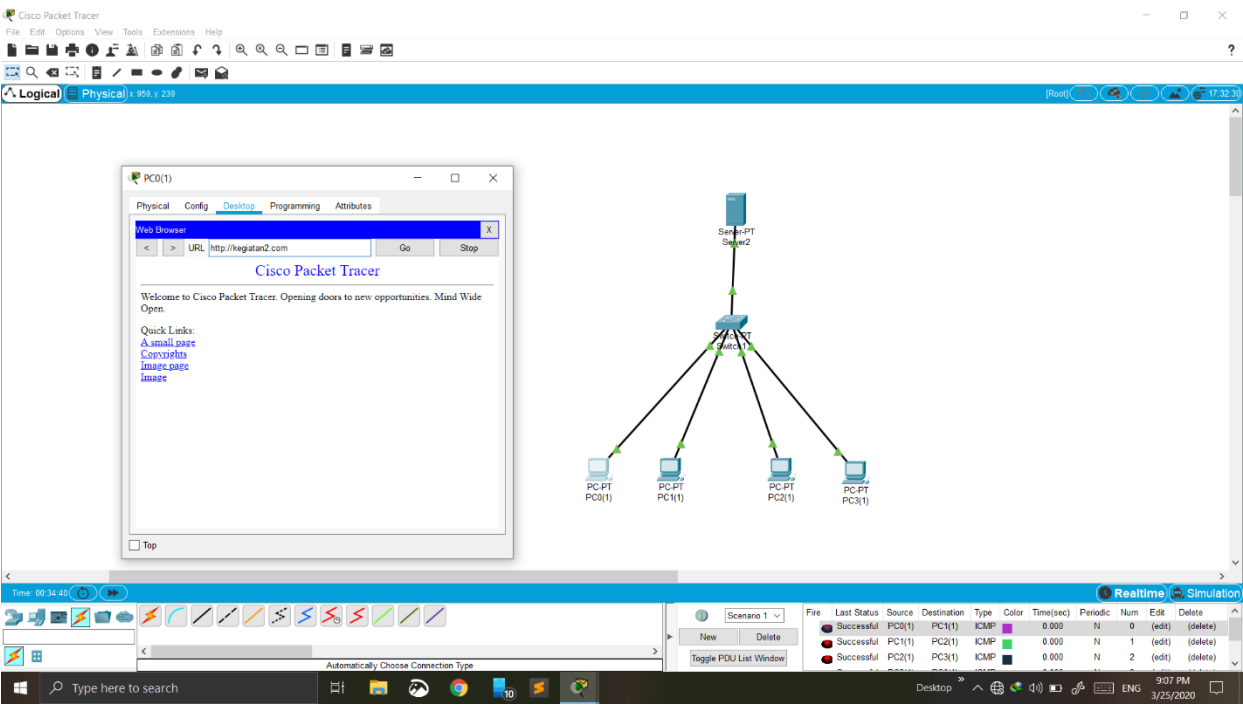 Cisco Packet Tracer
File Edit Options View Tools Extensions Help
?
Logical Physical x: 959, y: 239 [Root] 17:32:30
PC0(1)
Physical Config Desktop Programming Attributes
Web Browser X
< > URL http://kegiatan2.com Go Stop
Cisco Packet Tracer
Welcome to Cisco Packet Tracer. Opening doors to new opportunities. Mind Wide
Open.
Quick Links:
A small page
Copyrights
Image page
Image
Top
Server-PT
Server2
Switch-PT
Switch1
PC-PT
PC0(1)
PC-PT
PC1(1)
PC-PT
PC2(1)
PC-PT
PC3(1)
Time: 00:34:40 Realtime Simulation
Automatically Choose Connection Type
Scenario 1
New Delete
Toggle PDU List Window
Fire Last Status Source Destination Type Color Time(sec) Periodic Num Edit Delete
Successful PC0(1) PC1(1) ICMP 0.000 N 0 (edit) (delete)
Successful PC1(1) PC2(1) ICMP 0.000 N 1 (edit) (delete)
Successful PC2(1) PC3(1) ICMP 0.000 N 2 (edit) (delete)
Type here to search
10
Desktop ENG
9:07 PM
3/25/2020